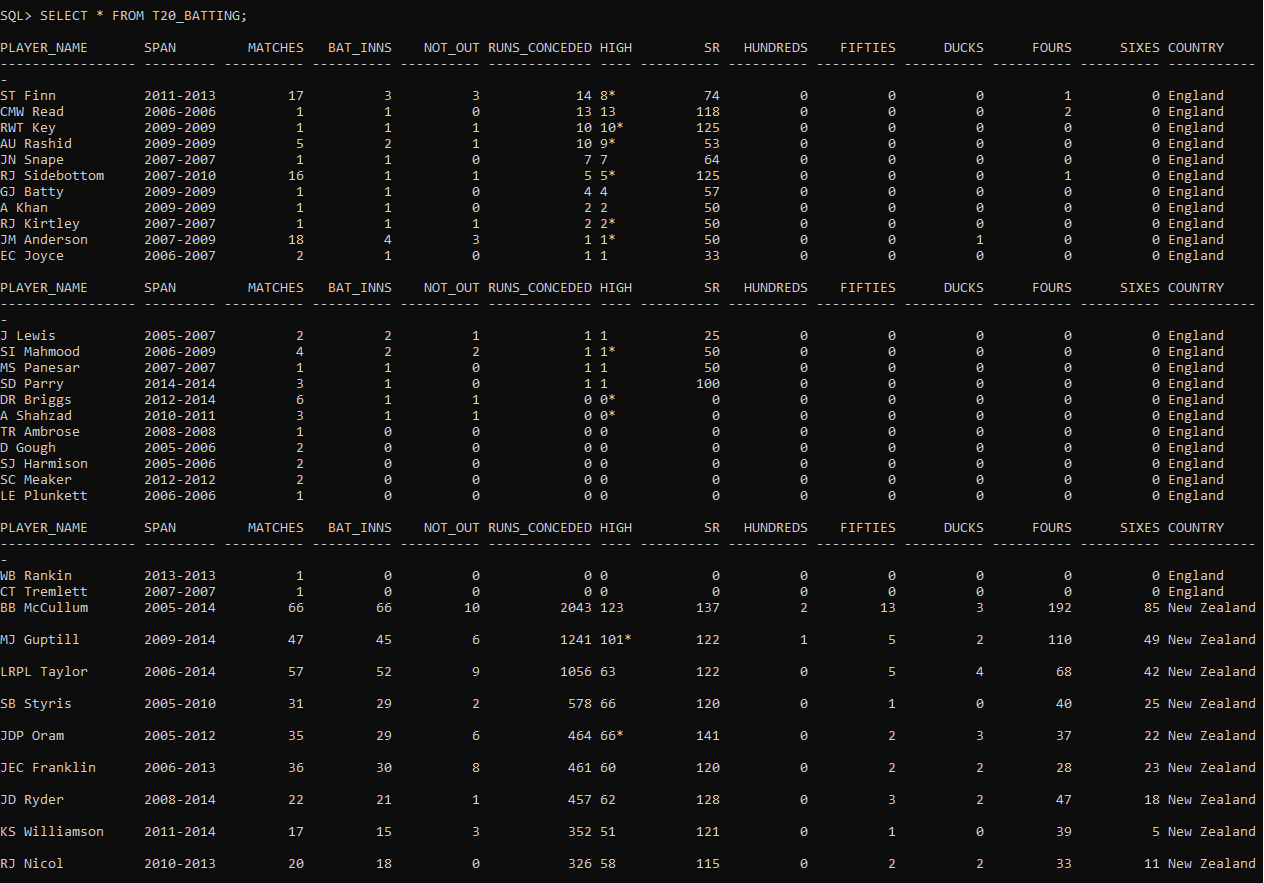 SQL> SELECT * FROM T20_BATTING;
PLAYER_NAME SPAN MATCHES BAT_INNS NOT_OUT RUNS_CONCEDED HIGH SR HUNDREDS FIFTIES DUCKS FOURS SIXES COUNTRY
----------------- --------- ---------- ---------- ---------- ------------- ---- ---------- ---------- ---------- ---------- ---------- ---------- -----------
-
ST Finn 2011-2013 17 3 3 14 8* 74 0 0 0 1 0 England
CMW Read 2006-2006 1 1 0 13 13 118 0 0 0 2 0 England
RWT Key 2009-2009 1 1 1 10 10* 125 0 0 0 0 0 England
AU Rashid 2009-2009 5 2 1 10 9* 53 0 0 0 0 0 England
JN Snape 2007-2007 1 1 0 7 7 64 0 0 0 0 0 England
RJ Sidebottom 2007-2010 16 1 1 5 5* 125 0 0 0 1 0 England
GJ Batty 2009-2009 1 1 0 4 4 57 0 0 0 0 0 England
A Khan 2009-2009 1 1 0 2 2 50 0 0 0 0 0 England
RJ Kirtley 2007-2007 1 1 1 2 2* 50 0 0 0 0 0 England
JM Anderson 2007-2009 18 4 3 1 1* 50 0 0 1 0 0 England
EC Joyce 2006-2007 2 1 0 1 1 33 0 0 0 0 0 England
PLAYER_NAME SPAN MATCHES BAT_INNS NOT_OUT RUNS_CONCEDED HIGH SR HUNDREDS FIFTIES DUCKS FOURS SIXES COUNTRY
----------------- --------- ---------- ---------- ---------- ------------- ---- ---------- ---------- ---------- ---------- ---------- ---------- -----------
-
J Lewis 2005-2007 2 2 1 1 1 25 0 0 0 0 0 England
SI Mahmood 2006-2009 4 2 2 1 1* 50 0 0 0 0 0 England
MS Panesar 2007-2007 1 1 0 1 1 50 0 0 0 0 0 England
SD Parry 2014-2014 3 1 0 1 1 100 0 0 0 0 0 England
DR Briggs 2012-2014 6 1 1 0 0* 0 0 0 0 0 0 England
A Shahzad 2010-2011 3 1 1 0 0* 0 0 0 0 0 0 England
TR Ambrose 2008-2008 1 0 0 0 0 0 0 0 0 0 0 England
D Gough 2005-2006 2 0 0 0 0 0 0 0 0 0 0 England
SJ Harmison 2005-2006 2 0 0 0 0 0 0 0 0 0 0 England
SC Meaker 2012-2012 2 0 0 0 0 0 0 0 0 0 0 England
LE Plunkett 2006-2006 1 0 0 0 0 0 0 0 0 0 0 England
PLAYER_NAME SPAN MATCHES BAT_INNS NOT_OUT RUNS_CONCEDED HIGH SR HUNDREDS FIFTIES DUCKS FOURS SIXES COUNTRY
----------------- --------- ---------- ---------- ---------- ------------- ---- ---------- ---------- ---------- ---------- ---------- ---------- -----------
-
WB Rankin 2013-2013 1 0 0 0 0 0 0 0 0 0 0 England
CT Tremlett 2007-2007 1 0 0 0 0 0 0 0 0 0 0 England
BB McCullum 2005-2014 66 66 10 2043 123 137 2 13 3 192 85 New Zealand
MJ Guptill 2009-2014 47 45 6 1241 101* 122 1 5 2 110 49 New Zealand
LRPL Taylor 2006-2014 57 52 9 1056 63 122 0 5 4 68 42 New Zealand
SB Styris 2005-2010 31 29 2 578 66 120 0 1 0 40 25 New Zealand
JDP Oram 2005-2012 35 29 6 464 66* 141 0 2 3 37 22 New Zealand
JEC Franklin 2006-2013 36 30 8 461 60 120 0 2 2 28 23 New Zealand
JD Ryder 2008-2014 22 21 1 457 62 128 0 3 2 47 18 New Zealand
KS Williamson 2011-2014 17 15 3 352 51 121 0 1 0 39 5 New Zealand
RJ Nicol 2010-2013 20 18 0 326 58 115 0 2 2 33 11 New Zealand